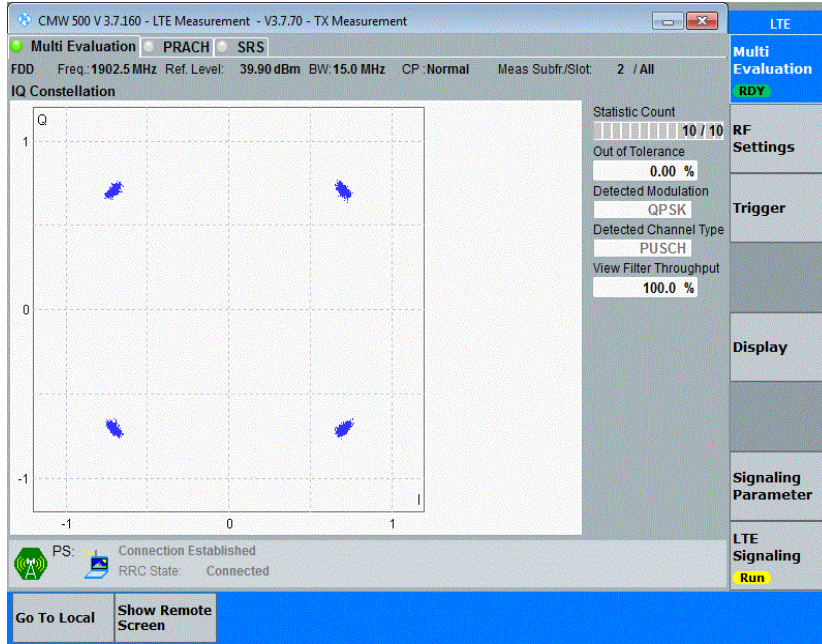 CMW 500 V 3.7.160 - LTE Measurement - V3.7.70 - TX Measurement
LTE
Multi Evaluation PRACH SRS
FDD Freq.: 1902.5 MHz Ref. Level: 39.90 dBm BW: 15.0 MHz CP : Normal Meas Subfr./Slot: 2 / All
IQ Constellation
Q
1
0
-1
I
-1 0 1
Statistic Count
10 / 10
Out of Tolerance
0.00 %
Detected Modulation
QPSK
Detected Channel Type
PUSCH
View Filter Throughput
100.0 %
Multi
Evaluation
RDY
RF
Settings
Trigger
Display
Signaling
Parameter
LTE
Signaling
Run
PS: Connection Established
RRC State: Connected
Go To Local
Show Remote
Screen